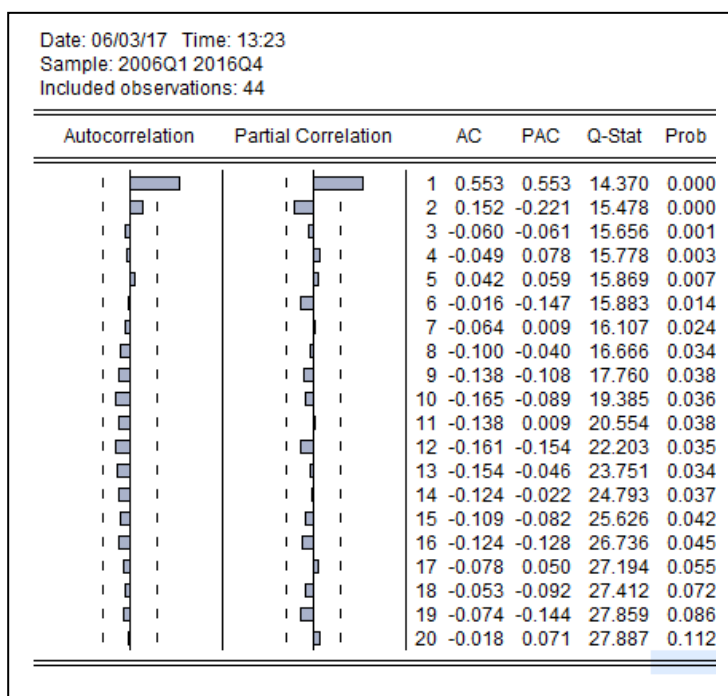 Date: 06/03/17 Time: 13:23
Sample: 2006Q1 2016Q4
Included observations: 44
Autocorrelation Partial Correlation AC PAC Q-Stat Prob
1 0.553 0.553 14.370 0.000
2 0.152 -0.221 15.478 0.000
3 -0.060 -0.061 15.656 0.001
4 -0.049 0.078 15.778 0.003
5 0.042 0.059 15.869 0.007
6 -0.016 -0.147 15.883 0.014
7 -0.064 0.009 16.107 0.024
8 -0.100 -0.040 16.666 0.034
9 -0.138 -0.108 17.760 0.038
10 -0.165 -0.089 19.385 0.036
11 -0.138 0.009 20.554 0.038
12 -0.161 -0.154 22.203 0.035
13 -0.154 -0.046 23.751 0.034
14 -0.124 -0.022 24.793 0.037
15 -0.109 -0.082 25.626 0.042
16 -0.124 -0.128 26.736 0.045
17 -0.078 0.050 27.194 0.055
18 -0.053 -0.092 27.412 0.072
19 -0.074 -0.144 27.859 0.086
20 -0.018 0.071 27.887 0.112